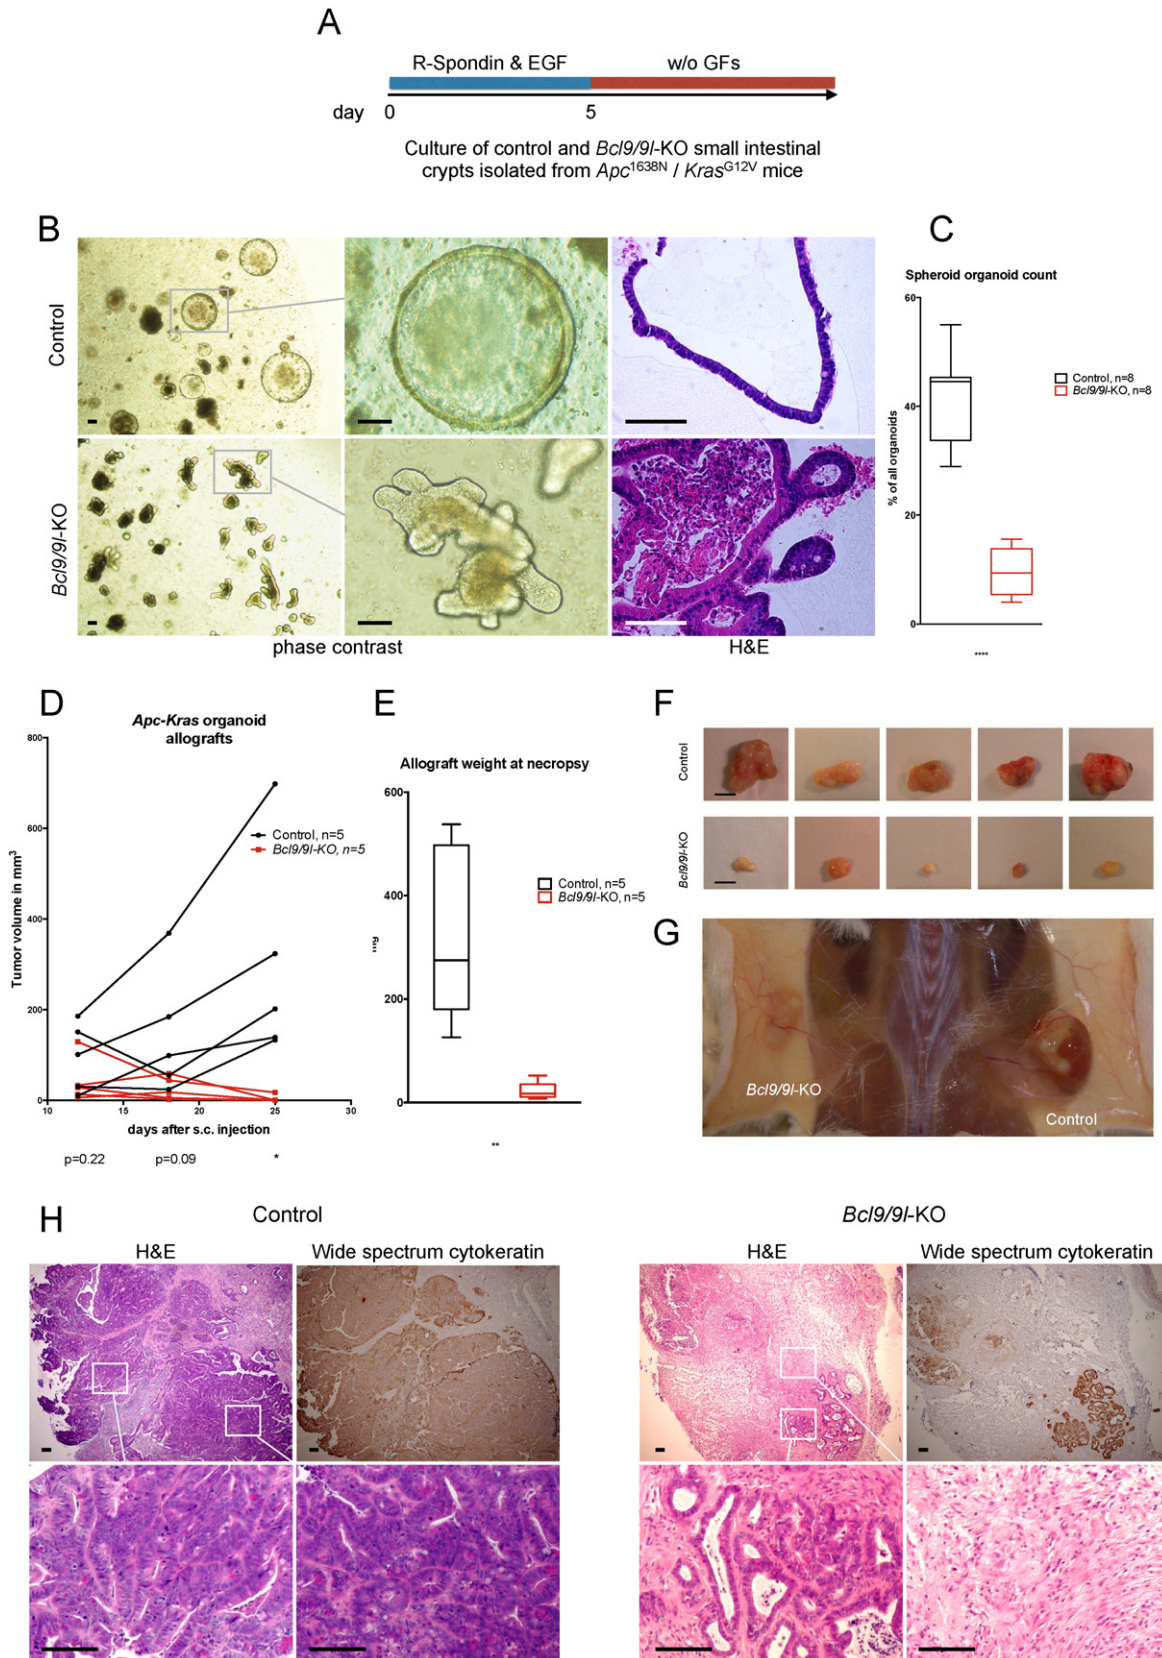 A
R-Spondin & EGF
w/o GFs
day 0 5
Culture of control and Bcl9/9l-KO small intestinal
crypts isolated from Apc1638N / KrasG12V mice
B
Control
Bcl9/9l-KO
phase contrast
H&E
C
Spheroid organoid count
60
40
20
0
% of all organoids
Control, n=8
Bcl9/9l-KO, n=8
****
D
Apc-Kras organoid
allografts
800
600
400
200
0
Tumor volume in mm3
10 15 20 25 30
days after s.c. injection
Control, n=5
Bcl9/9l-KO, n=5
p=0.22 p=0.09 *
E
Allograft weight at necropsy
600
400
200
0
Control, n=5
Bcl9/9l-KO, n=5
**
F
Control
Bcl9/9l-KO
G
Bcl9/9l-KO
Control
H
Control
H&E
Wide spectrum cytokeratin
Bcl9/9l-KO
H&E
Wide spectrum cytokeratin